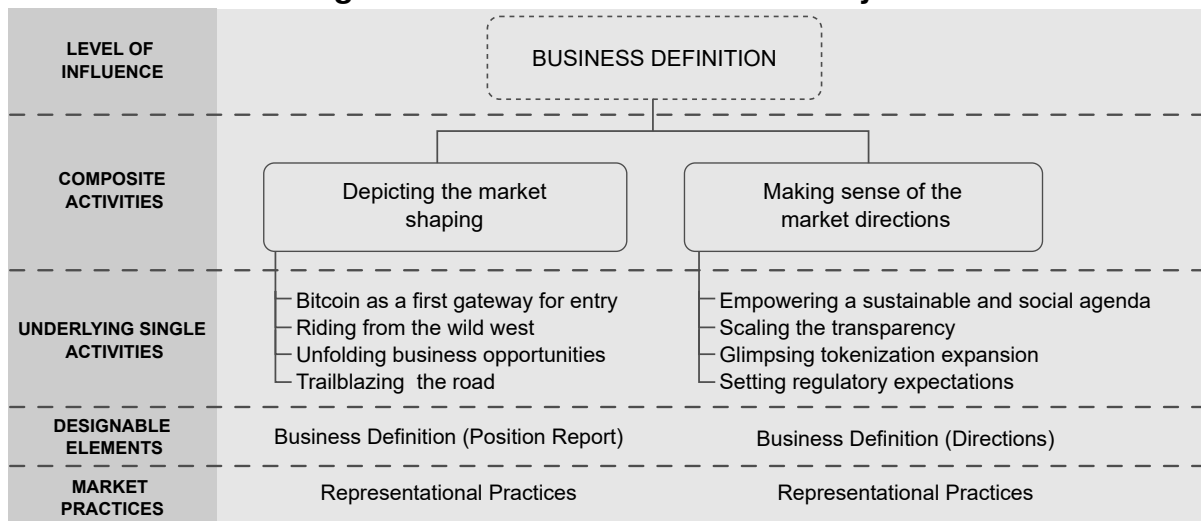 LEVEL OF
INFLUENCE
BUSINESS DEFINITION
COMPOSITE
ACTIVITIES
Depicting the market
shaping
Making sense of the
market directions
UNDERLYING SINGLE
ACTIVITIES
Bitcoin as a first gateway for entry
Riding from the wild west
Unfolding business opportunities
Trailblazing the road
Empowering a sustainable and social agenda
Scaling the transparency
Glimpsing tokenization expansion
Setting regulatory expectations
DESIGNABLE
ELEMENTS
Business Definition (Position Report)
Business Definition (Directions)
MARKET
PRACTICES
Representational Practices
Representational Practices